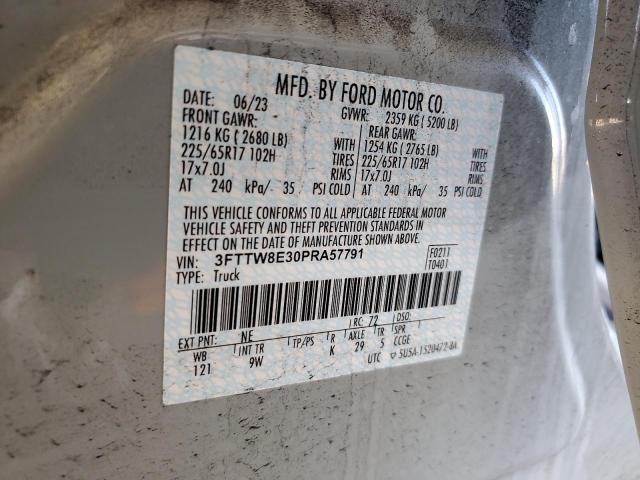 MFD. BY FORD MOTOR CO.
DATE: 06/23 GVWR: 2359 KG ( 5200 LB)
FRONT GAWR: REAR GAWR:
1216 KG ( 2680 LB) WITH 1254 KG ( 2765 LB) WITH
225/65R17 102H TIRES 225/65R17 102H TIRES
17x7.0J RIMS 17x7.0J RIMS
AT 240 kPa/ 35 PSI COLD AT 240 kPa/ 35 PSI COLD
THIS VEHICLE CONFORMS TO ALL APPLICABLE FEDERAL MOTOR
VEHICLE SAFETY AND THEFT PREVENTION STANDARDS IN
EFFECT ON THE DATE OF MANUFACTURE SHOWN ABOVE.
VIN: 3FTTW8E30PRA57791 F0211
TYPE: Truck T0401
EXT PNT: NE RC: 72 DSO:
WB INT TR TP/PS R AXLE TR SPR
121 9W K 29 5 CCGE
UTC 5U5A-1520472-BA